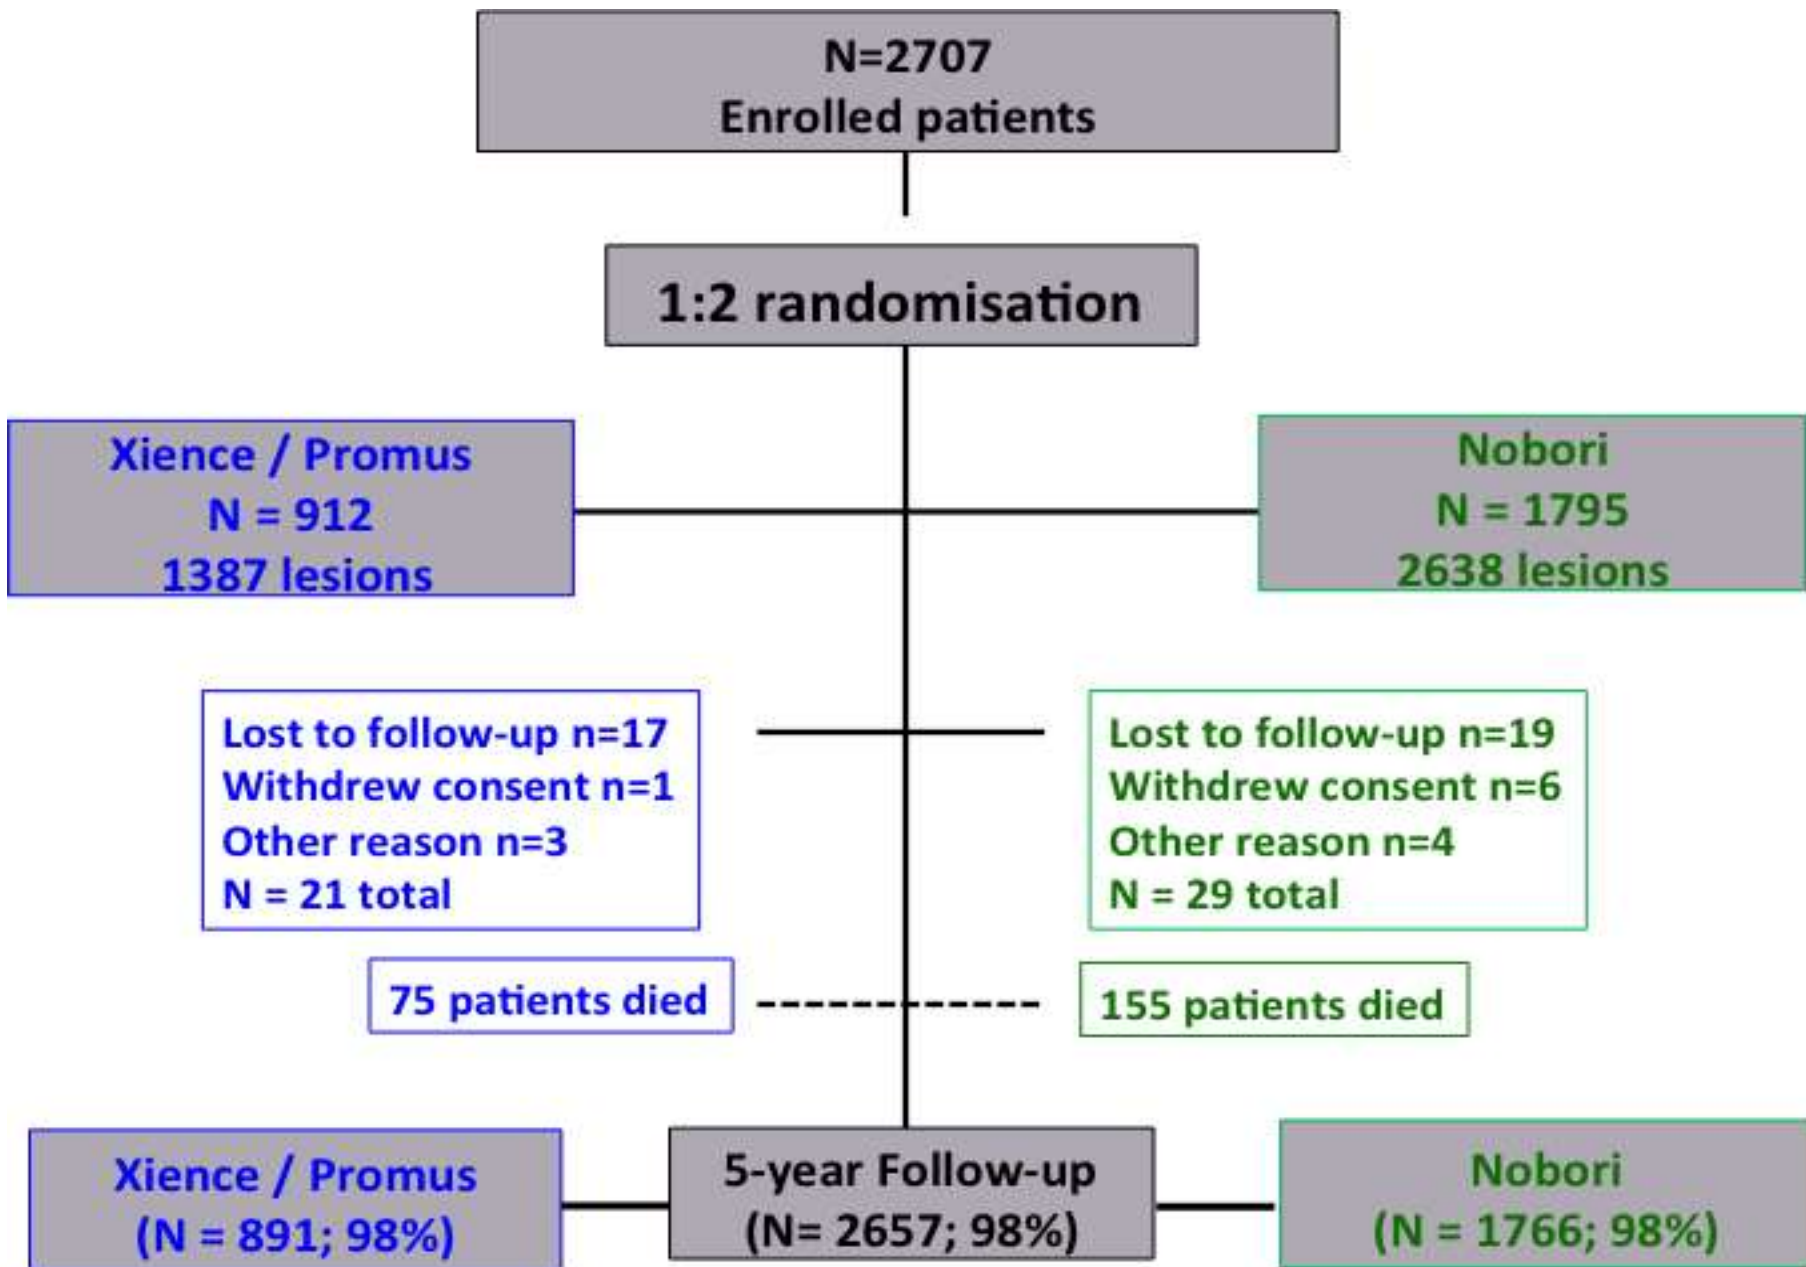 N=2707
Enrolled patients
1:2 randomisation
Xience / Promus
N = 912
1387 lesions
Nobori
N = 1795
2638 lesions
Lost to follow-up n=17
Withdrew consent n=1
Other reason n=3
N = 21 total
Lost to follow-up n=19
Withdrew consent n=6
Other reason n=4
N = 29 total
75 patients died
155 patients died
Xience / Promus
(N = 891; 98%)
5-year Follow-up
(N= 2657; 98%)
Nobori
(N = 1766; 98%)